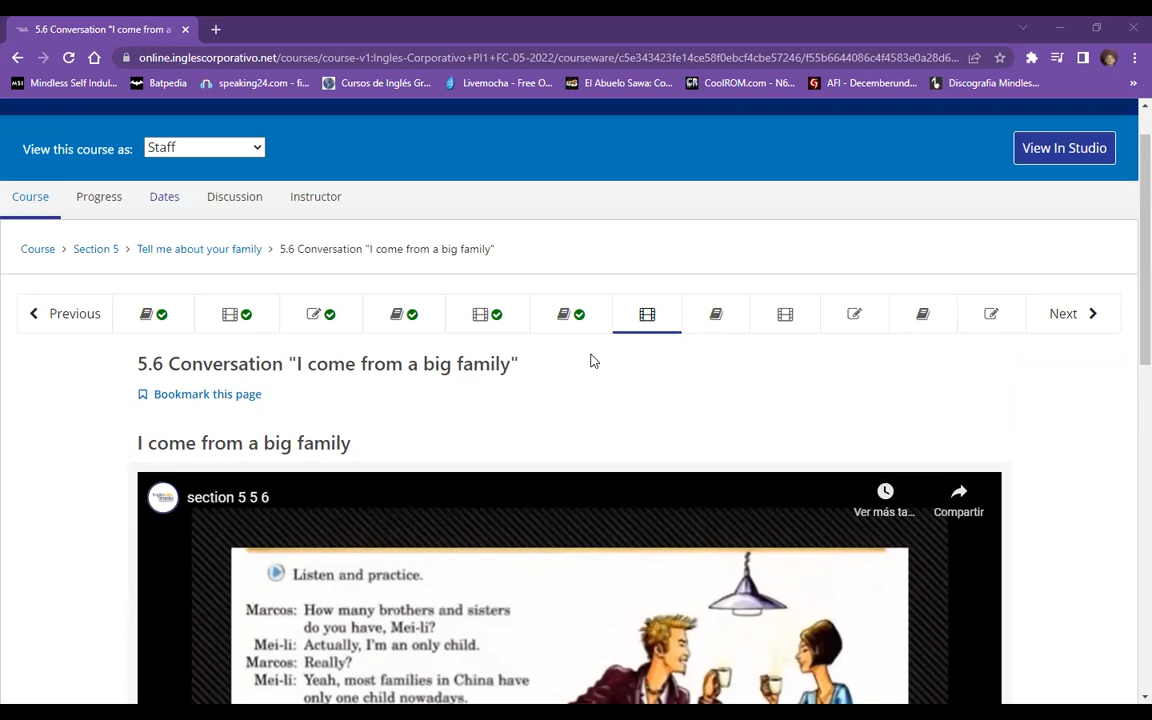 5.6 Conversation "I come from a
online.inglescorporativo.net/courses/course-v1:Ingles-Corporativo+PI1+FC-05-2022/courseware/c5e343423fe14ce58f0ebcf4cbe57246/f55b6644086c4f4583e0a28d6...
Mindless Self Indul... Batpedia speaking24.com - fi... Cursos de Inglés Gr... Livemocha - Free O... El Abuelo Sawa: Co... CoolROM.com - N6... AFI - Decemberund... Discografia Mindles... »
View this course as: Staff View In Studio
Course Progress Dates Discussion Instructor
Course > Section 5 > Tell me about your family > 5.6 Conversation "I come from a big family"
Previous Next
5.6 Conversation "I come from a big family"
Bookmark this page
I come from a big family
section 5 5 6
Ver más ta... Compartir
Listen and practice.
Marcos: How many brothers and sisters
do you have, Mei-li?
Mei-li: Actually, I'm an only child.
Marcos: Really?
Mei-li: Yeah, most families in China have
only one child nowadays.